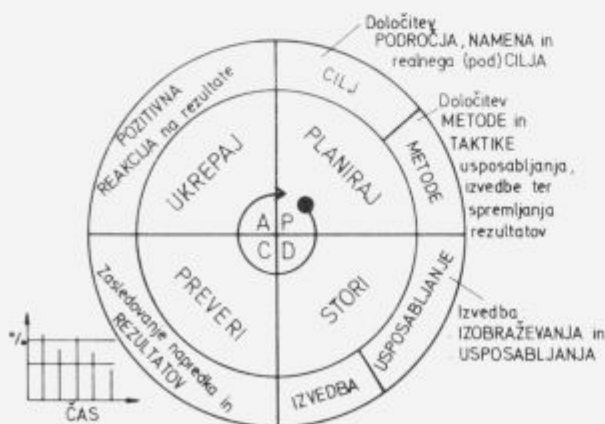 Določitev
PODROČJA, NAMENA in
realnega (pod) CILJA
CILJ
Določitev
METODE in
TAKTIKE
usposabljanja,
izvedbe ter
spremljanja
rezultatov
METODE
POZITIVNA
REAKCIJA na rezultate
UKREPAJ
PLANIRAJ
A P
C D
PREVERI
STORI
Zasledovanje napredka in
REZULTATOV
IZVEDBA
USPOSABLJANJE
Izvedba
IZOBRAŽEVANJA in
USPOSABLJANJA
ČAS